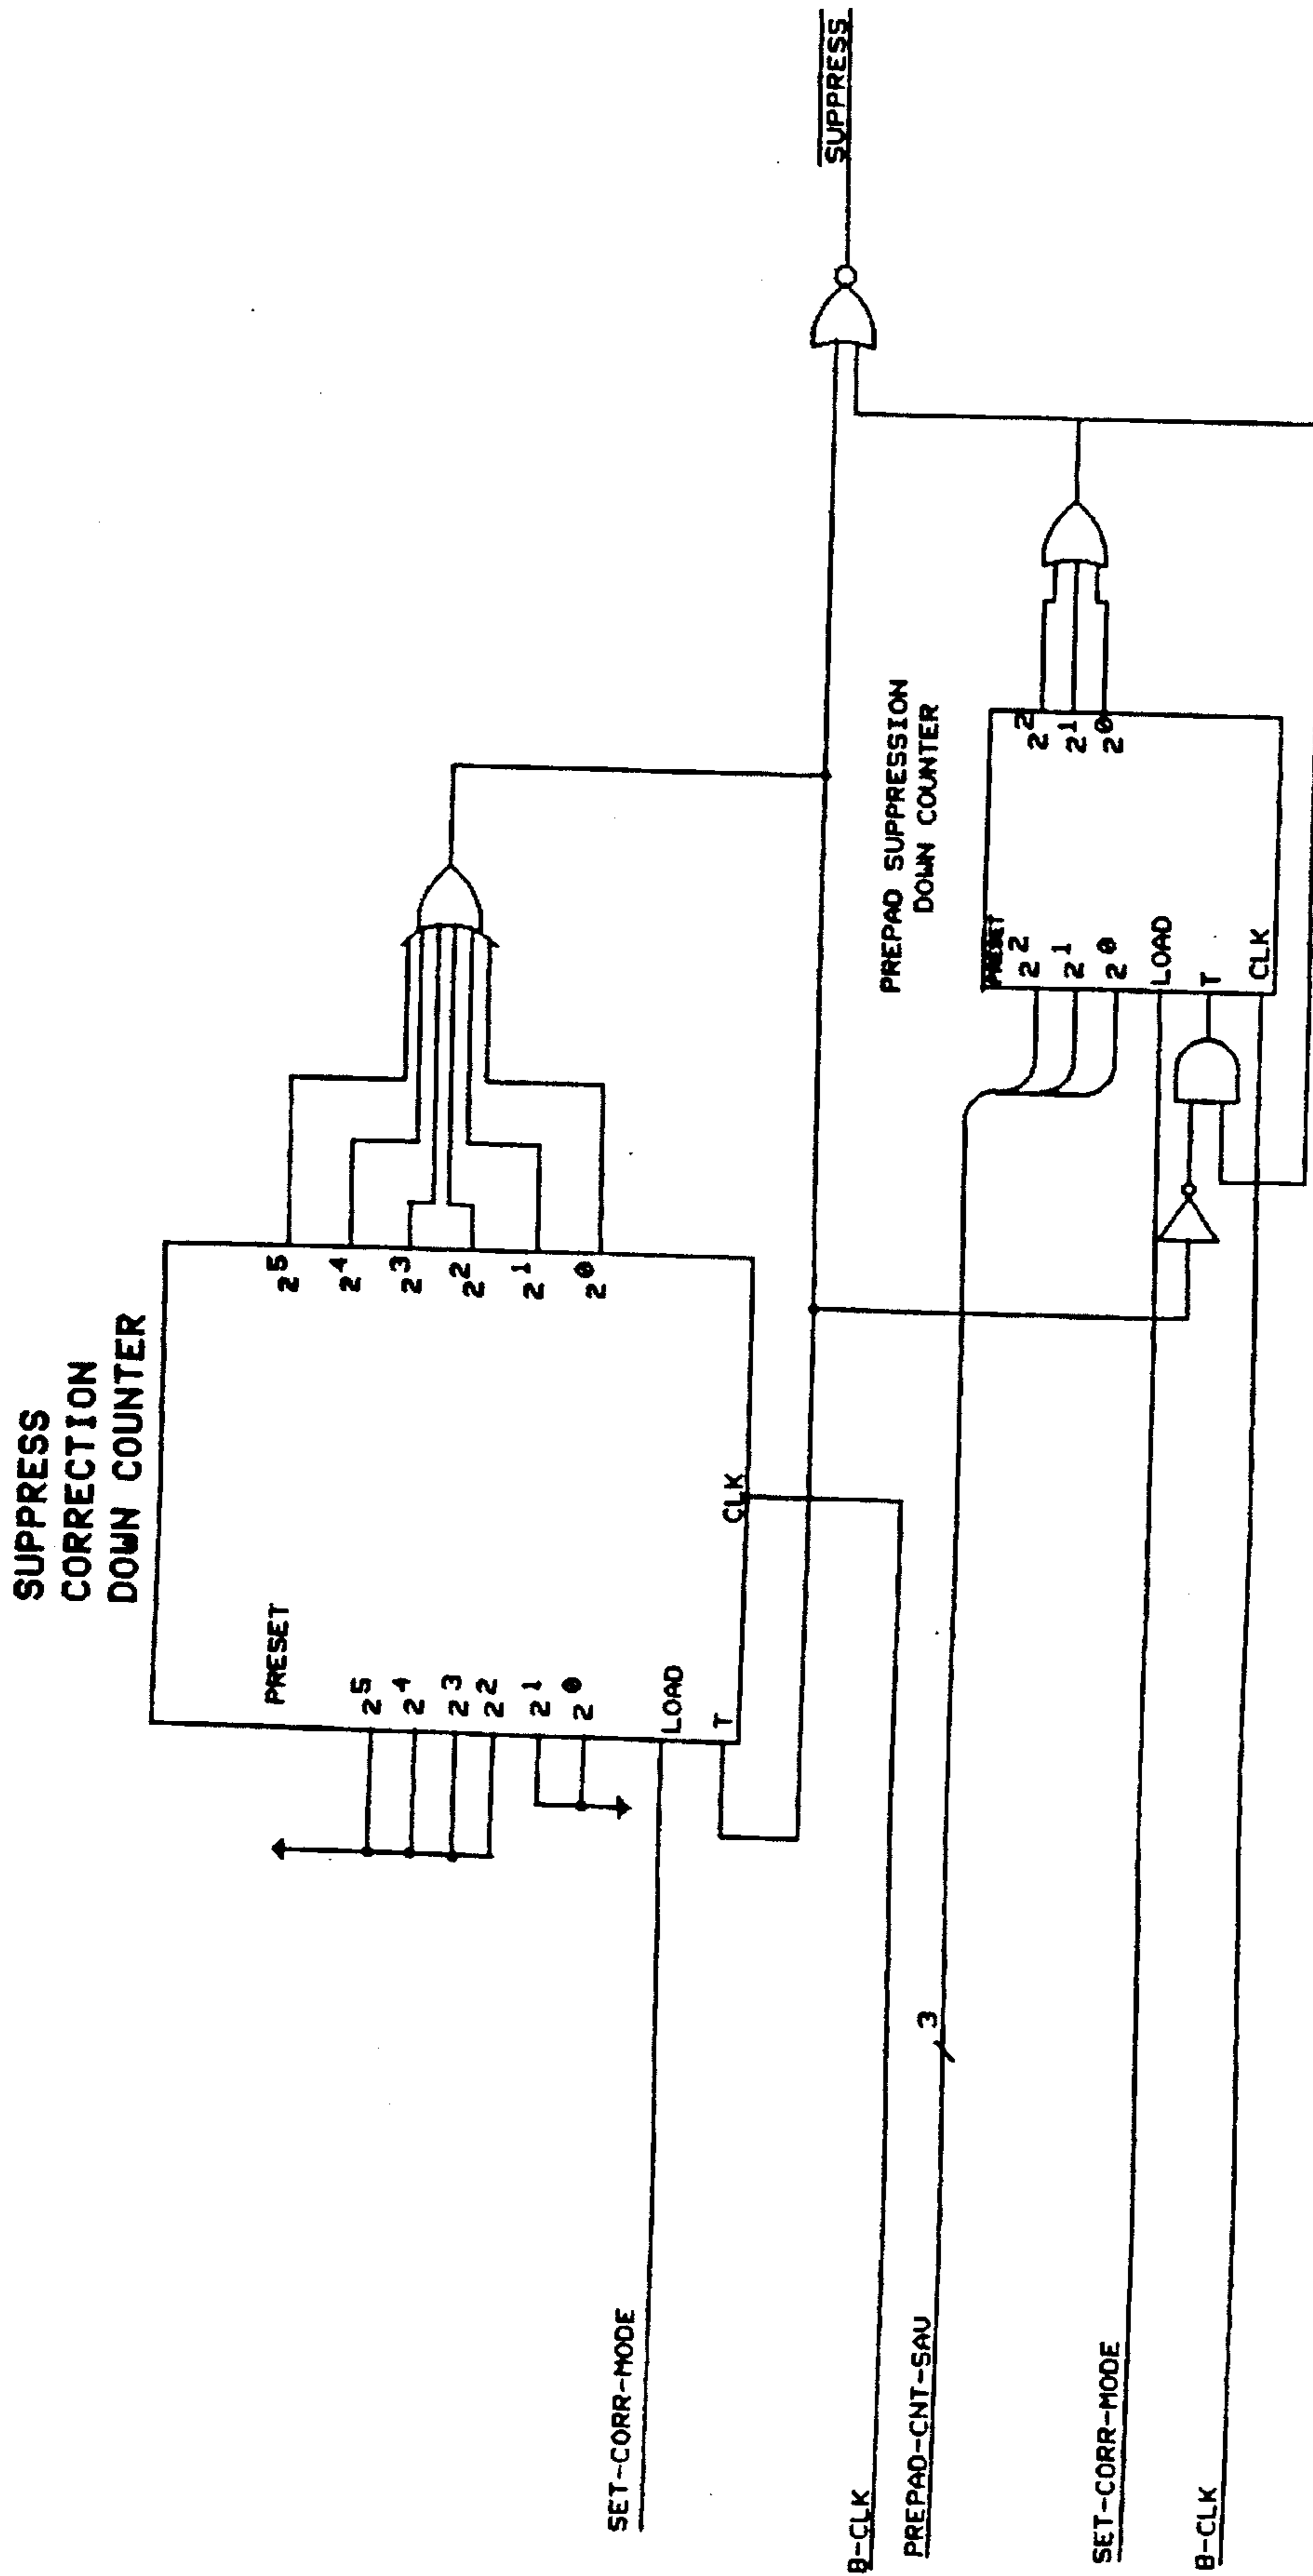 SUPPRESS
CORRECTION
DOWN COUNTER
PRESET
2⁵
2⁴
2³
2²
2¹
2⁰
LOAD
T
CLK
2⁵
2⁴
2³
2²
2¹
2⁰
SET-CORR-MODE
B-CLK
PREPAD-CNT-SAV
3
SET-CORR-MODE
B-CLK
PREPAD SUPPRESSION
DOWN COUNTER
PRESET
2²
2¹
2⁰
LOAD
T
CLK
2²
2¹
2⁰
SUPPRESS